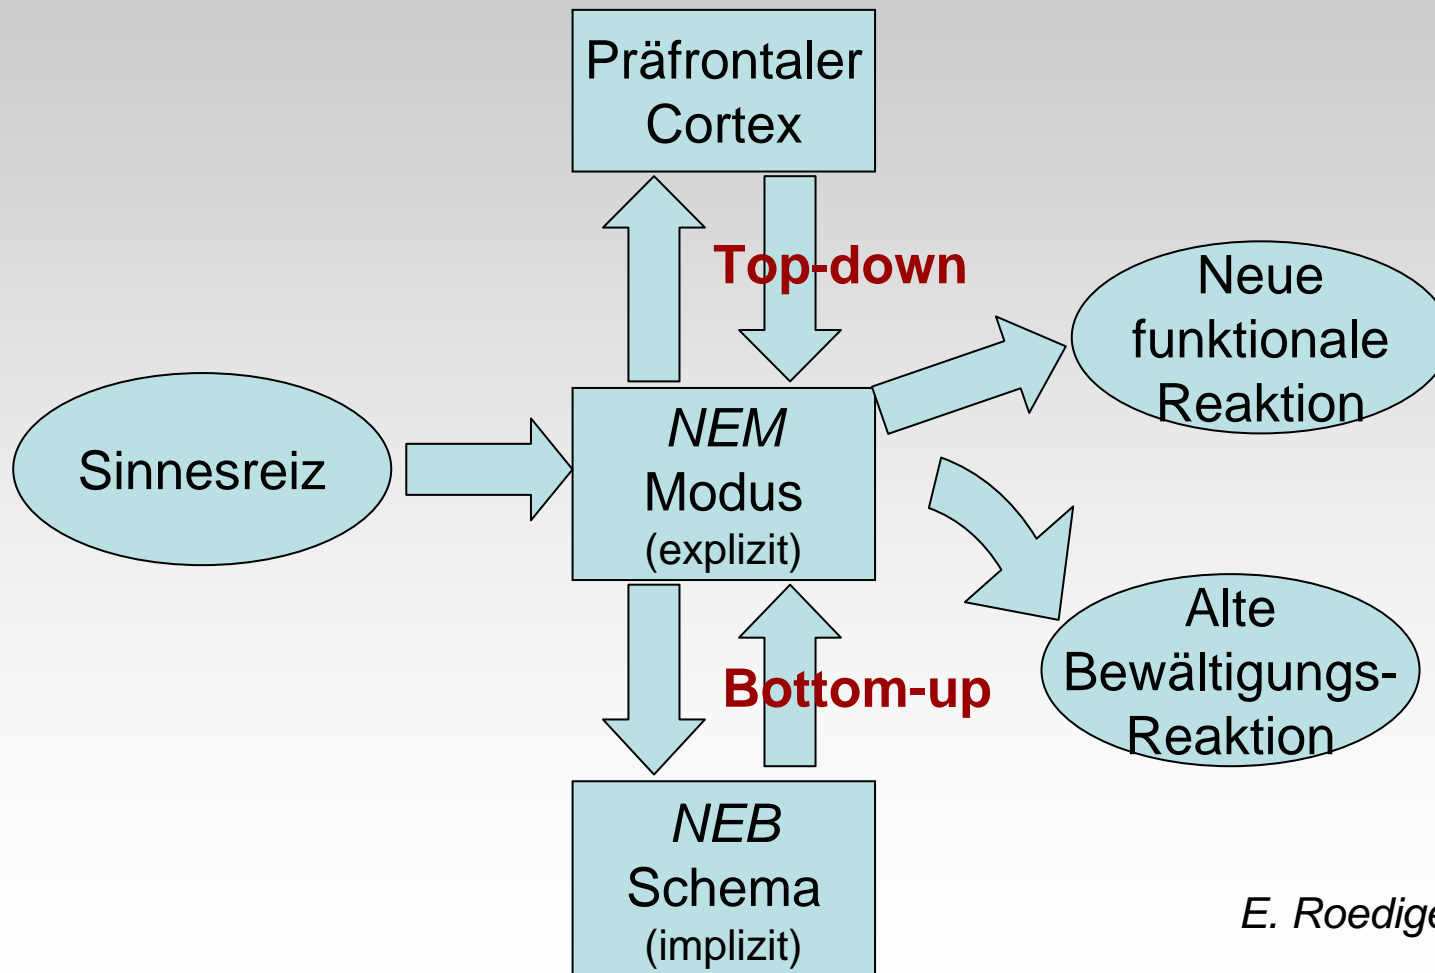 Präfrontaler
Cortex
Top-down
Neue
funktionale
Reaktion
Sinnesreiz
NEM
Modus
(explizit)
Alte
Bewältigungs-
Reaktion
Bottom-up
NEB
Schema
(implizit)
E. Roedige